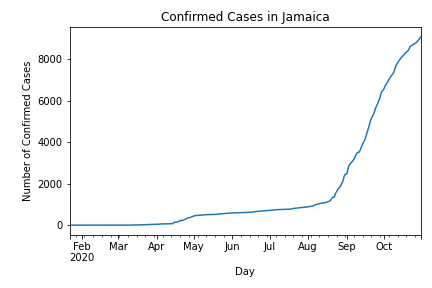 Confirmed Cases in Jamaica
Number of Confirmed Cases
8000
6000
4000
2000
0
Feb Mar Apr May Jun Jul Aug Sep Oct
2020
Day